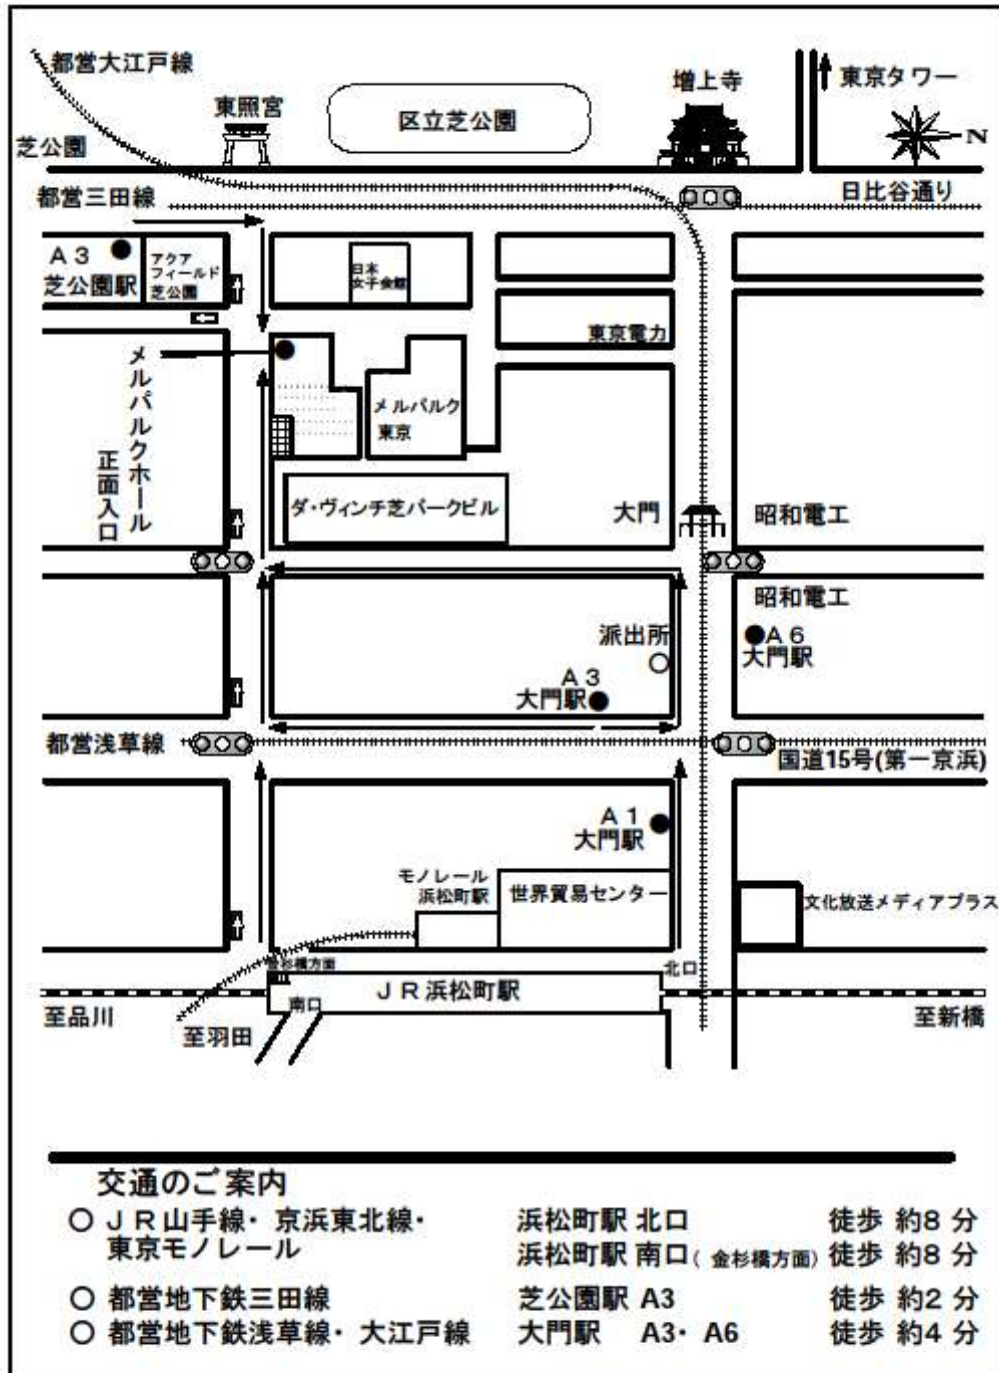 都営大江戸線
東照宮
区立芝公園
増上寺
東京タワー
N
芝公園
都営三田線
日比谷通り
A3
芝公園駅
アクア
フィールド
芝公園
日本
女子会館
東京電力
メルパルクホール
正面入口
メルパルク
東京
ダ・ヴィンチ芝パークビル
大門
昭和電工
昭和電工
派出所
A6
大門駅
A3
大門駅
都営浅草線
国道15号(第一京浜)
A1
大門駅
モノレール
浜松町駅
世界貿易センター
文化放送メディアプラス
金杉橋方面
北口
JR浜松町駅
南口
至品川
至羽田
至新橋
交通のご案内
○ JR山手線・京浜東北線・ 浜松町駅 北口 徒歩 約8 分
東京モノレール 浜松町駅 南口( 金杉橋方面) 徒歩 約8 分
○ 都営地下鉄三田線 芝公園駅 A3 徒歩 約2 分
○ 都営地下鉄浅草線・大江戸線 大門駅 A3・A6 徒歩 約4 分